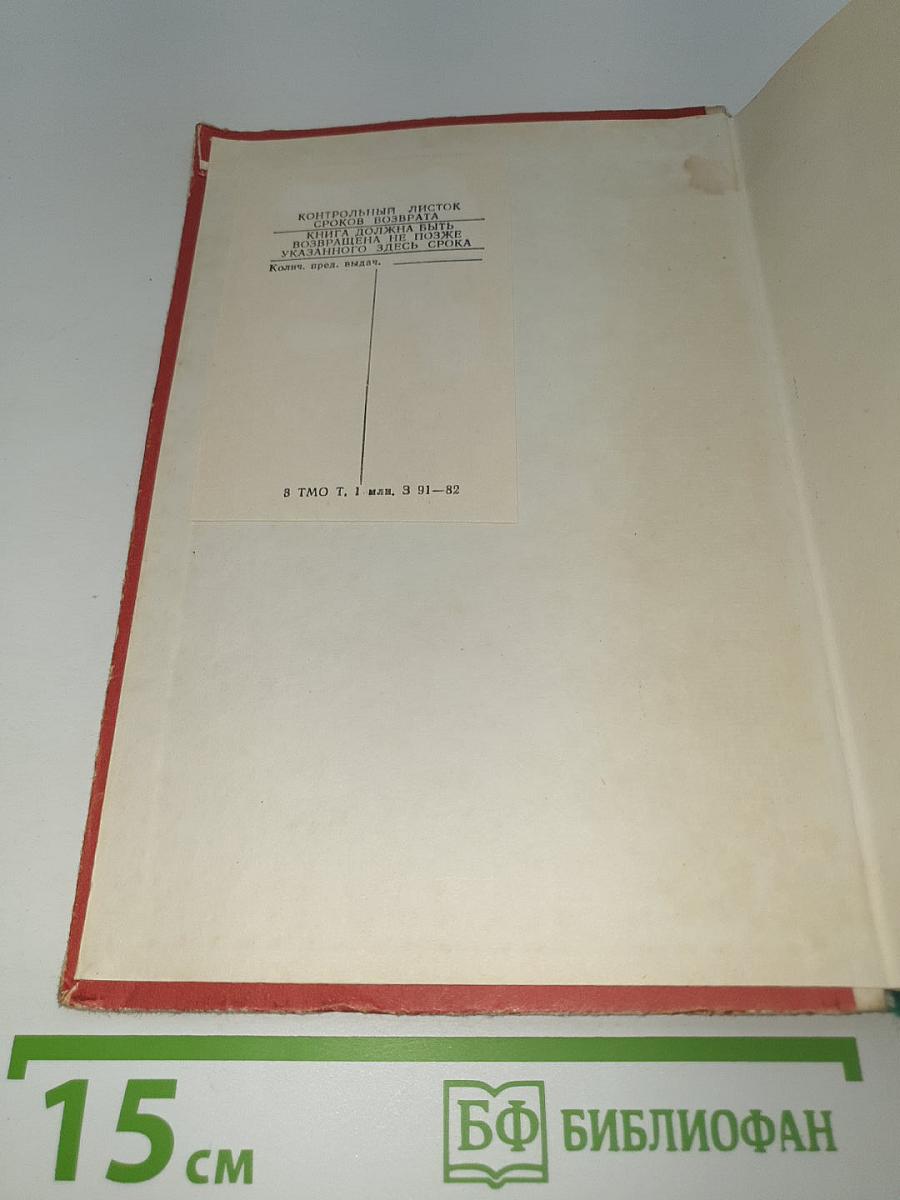 КОНТРОЛЬНЫЙ ЛИСТОК
СРОКОВ ВОЗВРАТА
КНИГА ДОЛЖНА БЫТЬ
ВОЗВРАЩЕНА НЕ ПОЗЖЕ
УКАЗАННОГО ЗДЕСЬ СРОКА
Колич. пред. выдач.
3 ТМО Т. 1 млн. З 91—82
15 см
БФ БИБЛИОФАН